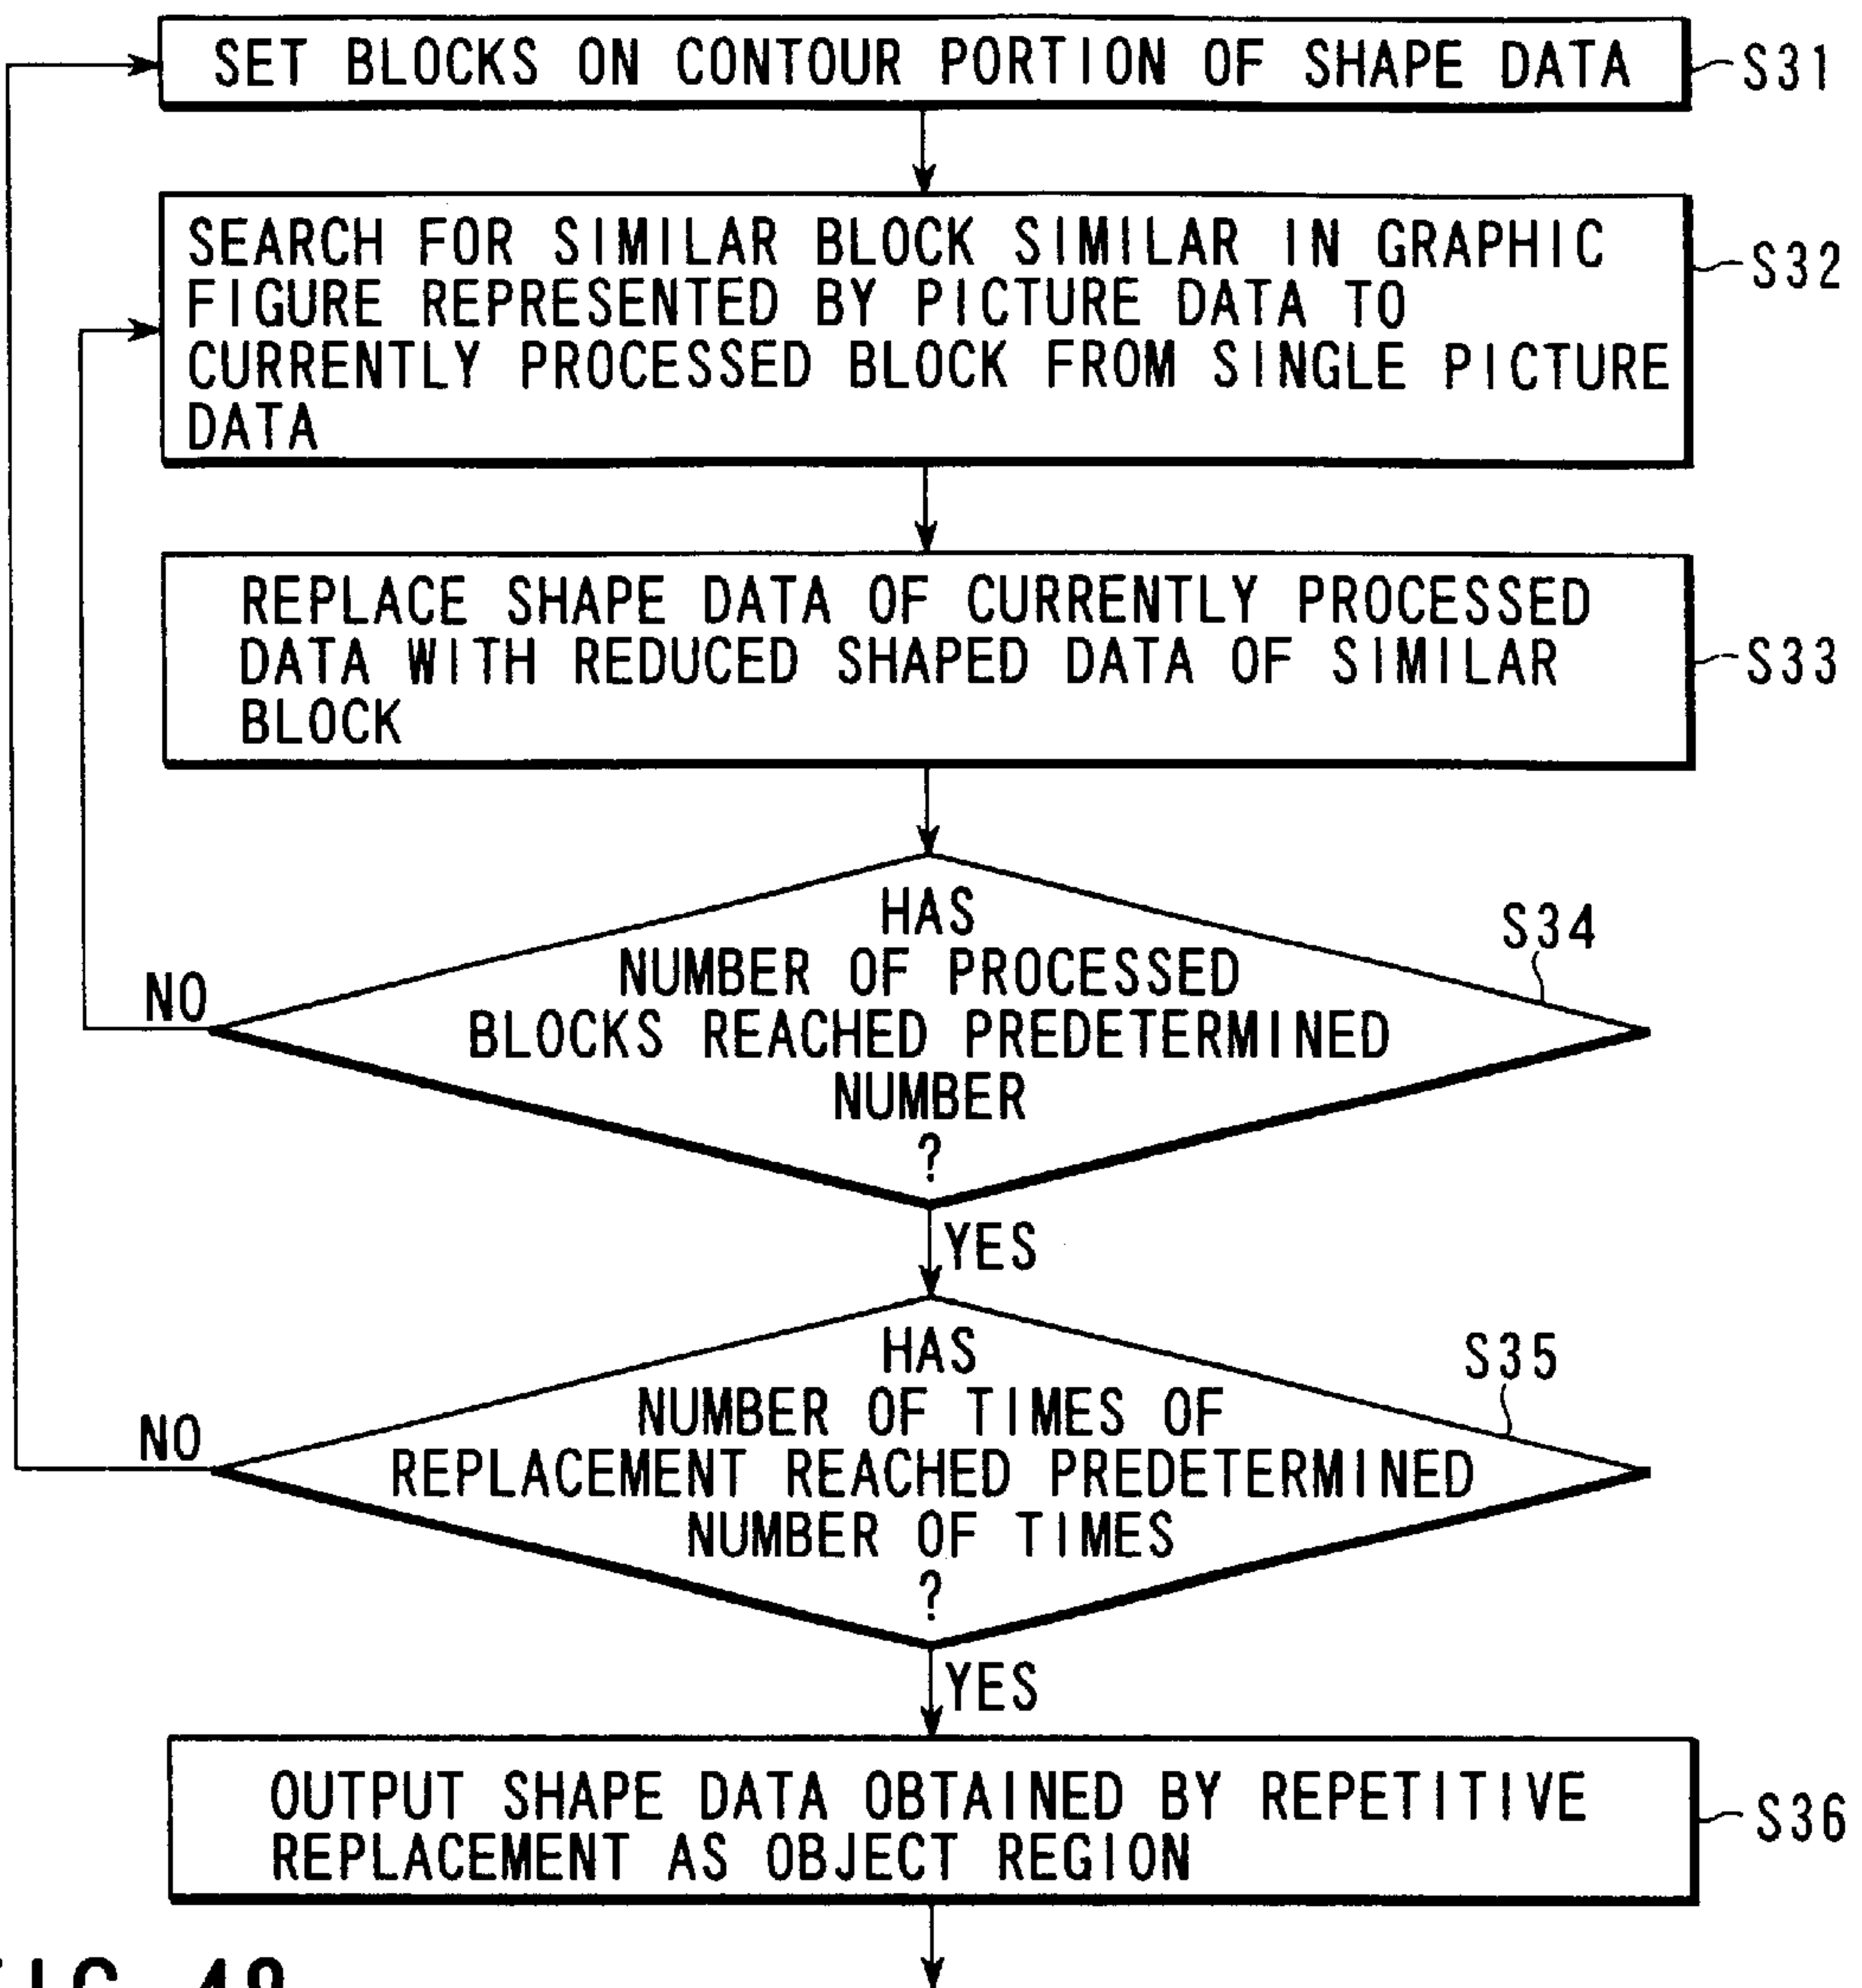 SET BLOCKS ON CONTOUR PORTION OF SHAPE DATA
S31
SEARCH FOR SIMILAR BLOCK SIMILAR IN GRAPHIC
FIGURE REPRESENTED BY PICTURE DATA TO
CURRENTLY PROCESSED BLOCK FROM SINGLE PICTURE
DATA
S32
REPLACE SHAPE DATA OF CURRENTLY PROCESSED
DATA WITH REDUCED SHAPED DATA OF SIMILAR
BLOCK
S33
HAS
NUMBER OF PROCESSED
BLOCKS REACHED PREDETERMINED
NUMBER
?
S34
NO
YES
HAS
NUMBER OF TIMES OF
REPLACEMENT REACHED PREDETERMINED
NUMBER OF TIMES
?
S35
NO
YES
OUTPUT SHAPE DATA OBTAINED BY REPETITIVE
REPLACEMENT AS OBJECT REGION
S36